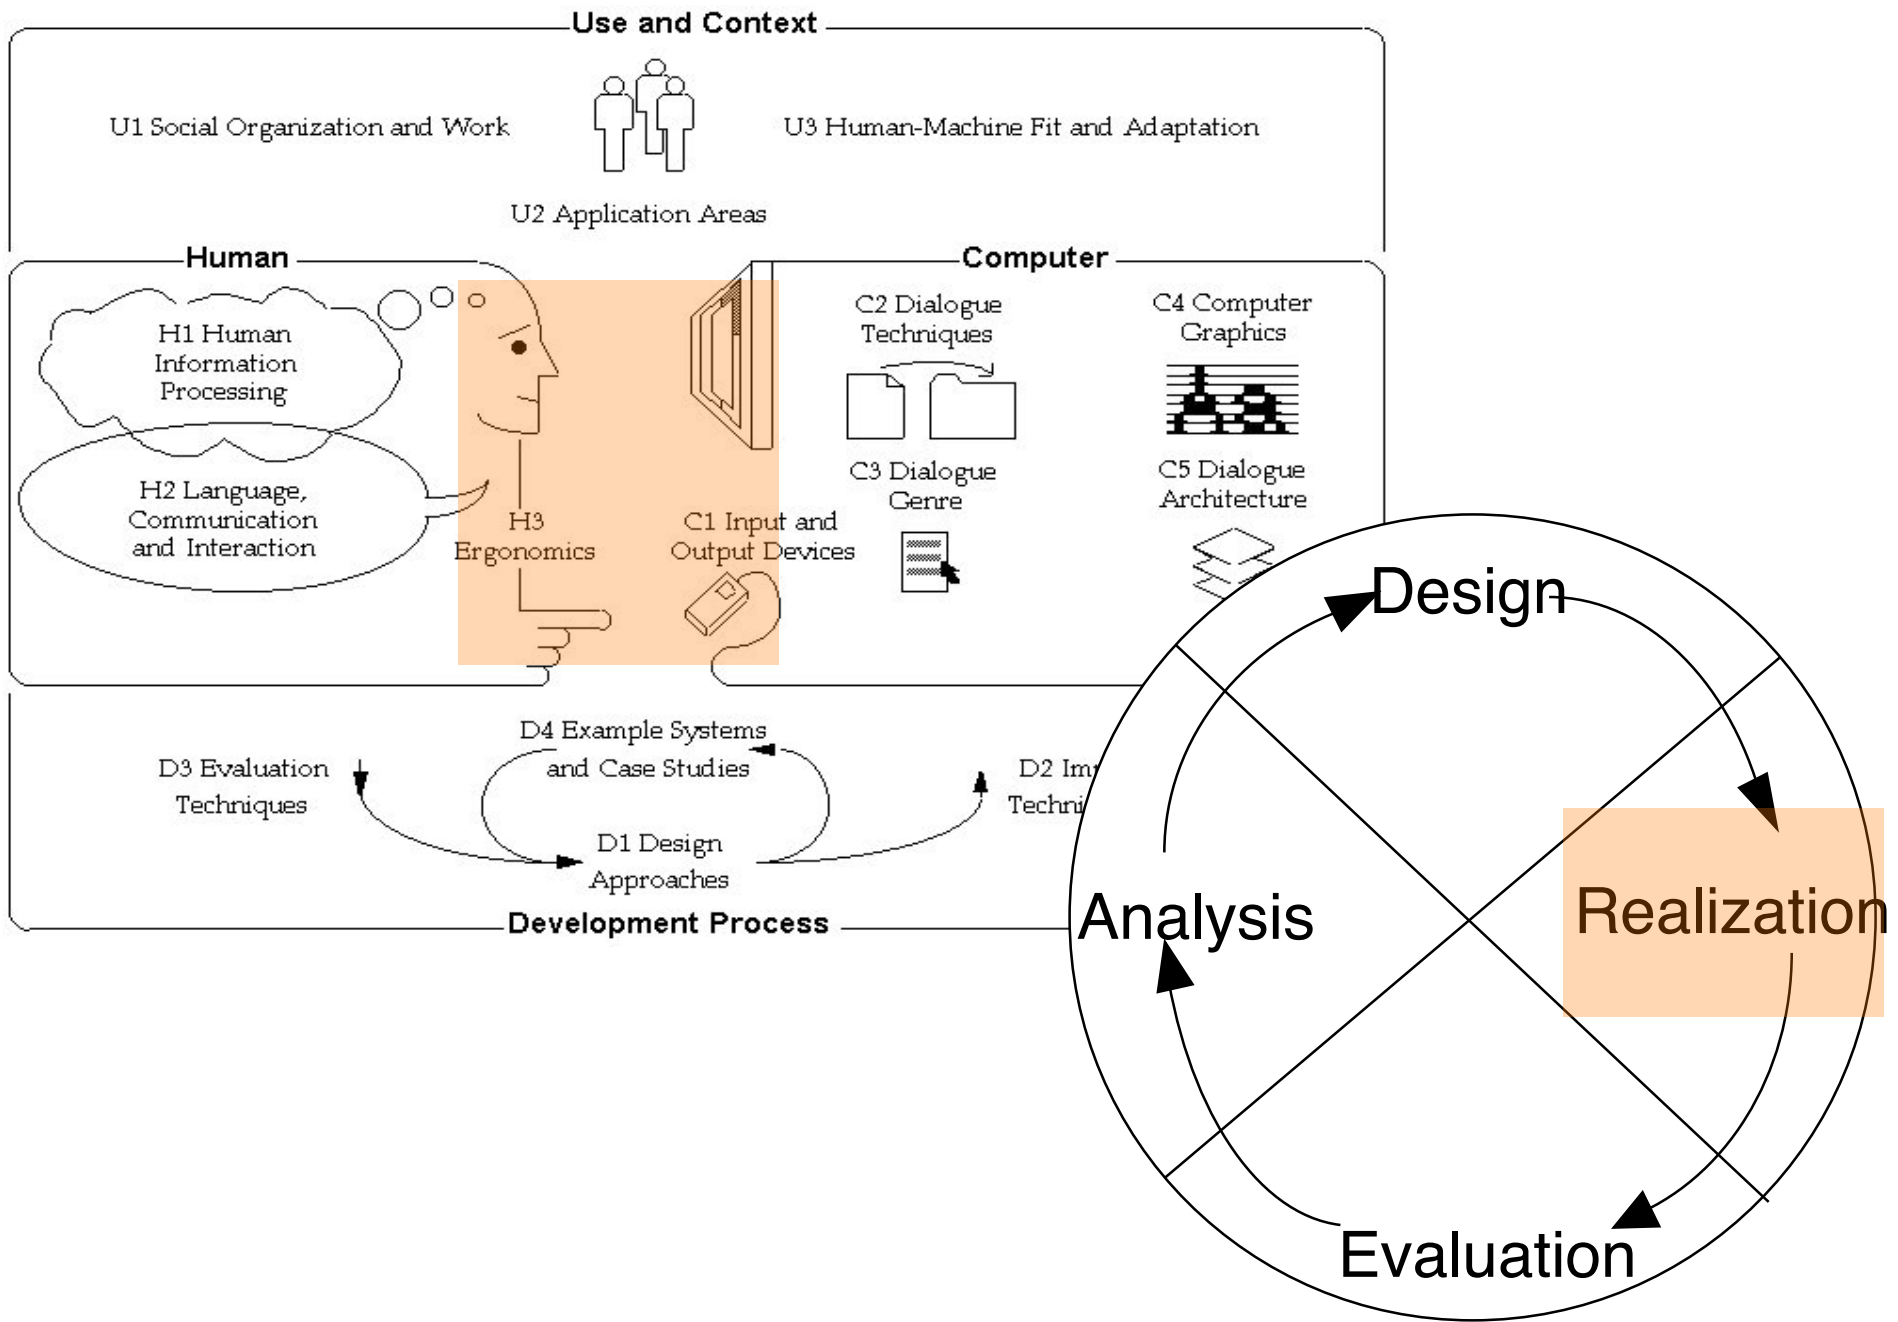 Use and Context
U1 Social Organization and Work
U3 Human-Machine Fit and Adaptation
U2 Application Areas
Human
Computer
H1 Human
Information
Processing
H2 Language,
Communication
and Interaction
H3
Ergonomics
C1 Input and
Output Devices
C2 Dialogue
Techniques
C3 Dialogue
Genre
C4 Computer
Graphics
C5 Dialogue
Architecture
D3 Evaluation
Techniques
D4 Example Systems
and Case Studies
D1 Design
Approaches
D2
Development Process
Design
Realization
Evaluation
Analysis